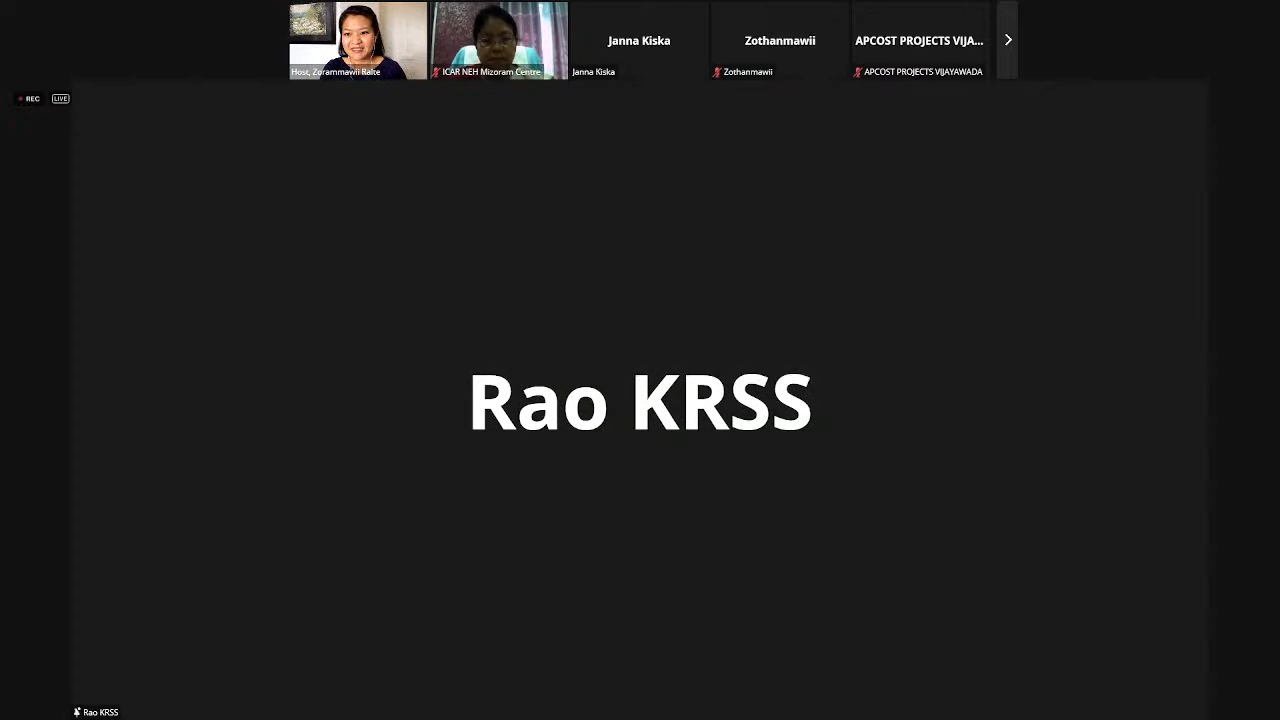 Janna Kiska
Zothanmawii
APCOST PROJECTS VIJA...
Host, Zorammawii Ralte
ICAR NEH Mizoram Centre
Janna Kiska
Zothanmawii
APCOST PROJECTS VIJAYAWADA
REC
LIVE
Rao KRSS
Rao KRSS